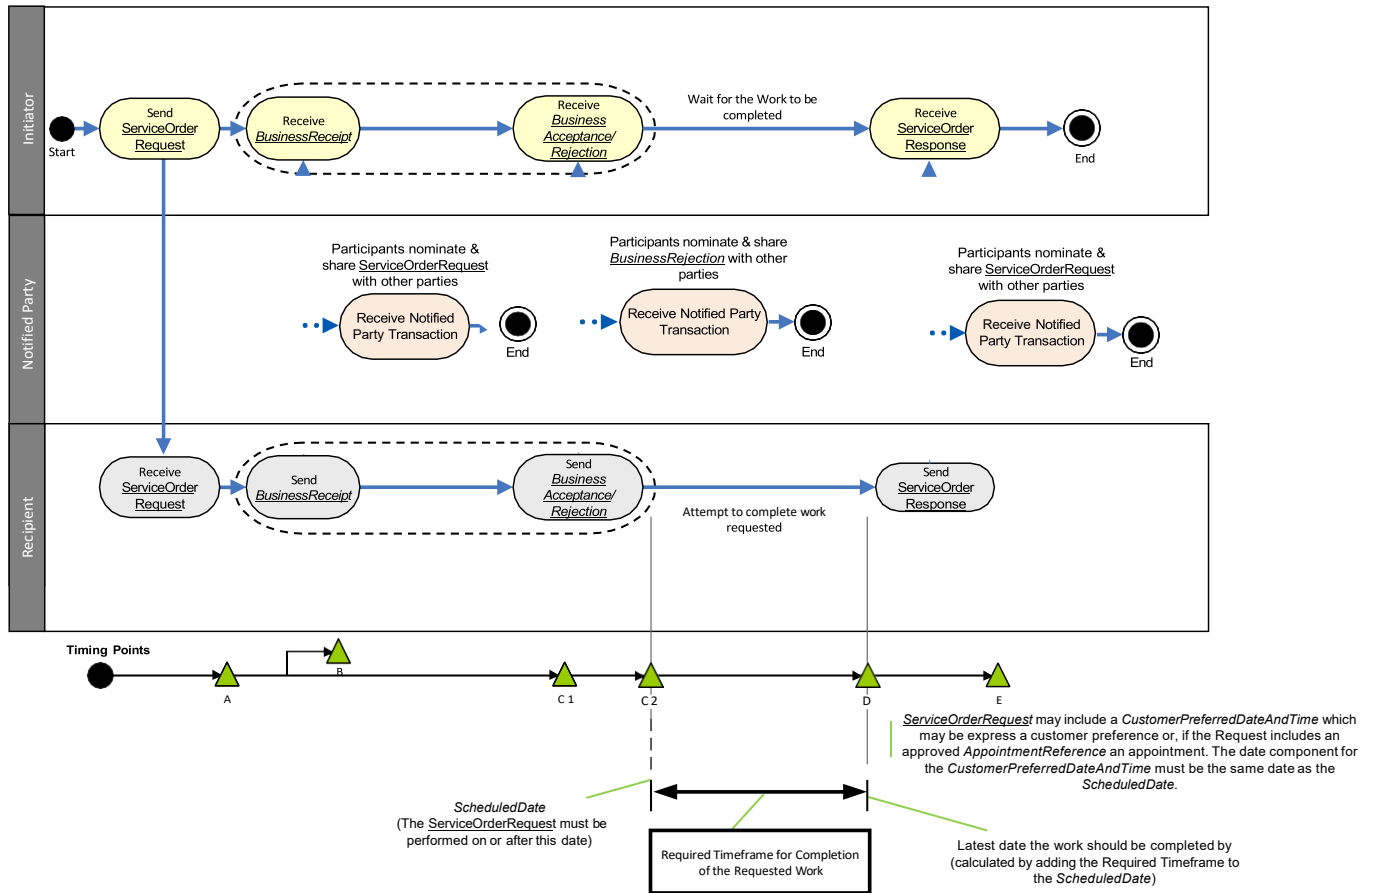 Initiator
Start
Send
ServiceOrder
Request
Receive
BusinessReceipt
Receive
Business
Acceptance/
Rejection
Wait for the Work to be
completed
Receive
ServiceOrder
Response
End
Notified Party
Participants nominate &
share ServiceOrderRequest
with other parties
Receive Notified
Party Transaction
End
Participants nominate & share
BusinessRejection with other
parties
Receive Notified Party
Transaction
End
Participants nominate &
share ServiceOrderRequest
with other parties
Receive Notified
Party Transaction
End
Recipient
Receive
ServiceOrder
Request
Send
BusinessReceipt
Send
Business
Acceptance/
Rejection
Attempt to complete work
requested
Send
ServiceOrder
Response
Timing Points
A
B
C 1
C 2
D
E
ServiceOrderRequest may include a CustomerPreferredDateAndTime which
may be express a customer preference or, if the Request includes an
approved AppointmentReference an appointment. The date component for
the CustomerPreferredDateAndTime must be the same date as the
ScheduledDate.
ScheduledDate
(The ServiceOrderRequest must be
performed on or after this date)
Required Timeframe for Completion
of the Requested Work
Latest date the work should be completed by
(calculated by adding the Required Timeframe to
the ScheduledDate)